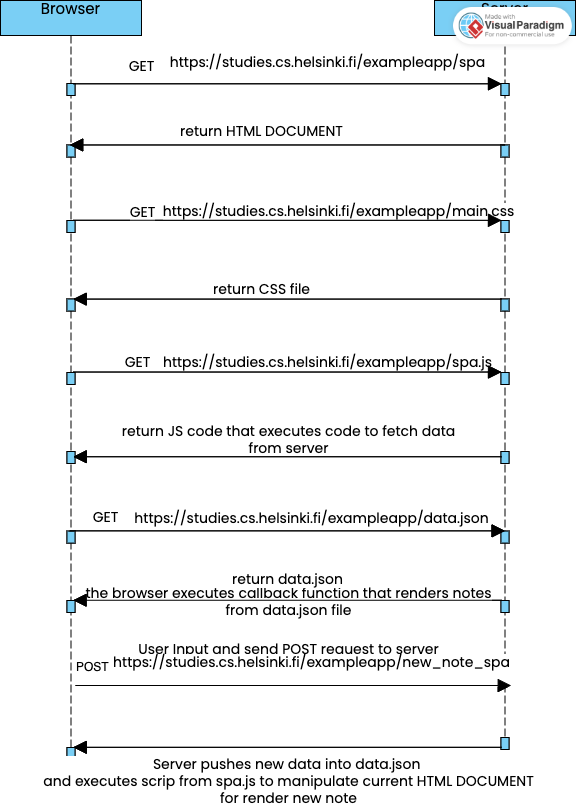 Browser
Server
Made with
VisualParadigm
For non-commercial use
GET https://studies.cs.helsinki.fi/exampleapp/spa
return HTML DOCUMENT
GET https://studies.cs.helsinki.fi/exampleapp/main.css
return CSS file
GET https://studies.cs.helsinki.fi/exampleapp/spa.js
return JS code that executes code to fetch data
from server
GET https://studies.cs.helsinki.fi/exampleapp/data.json
return data.json
the browser executes callback function that renders notes
from data.json file
User Input and send POST request to server
POST https://studies.cs.helsinki.fi/exampleapp/new_note_spa
Server pushes new data into data.json
and executes scrip from spa.js to manipulate current HTML DOCUMENT
for render new note